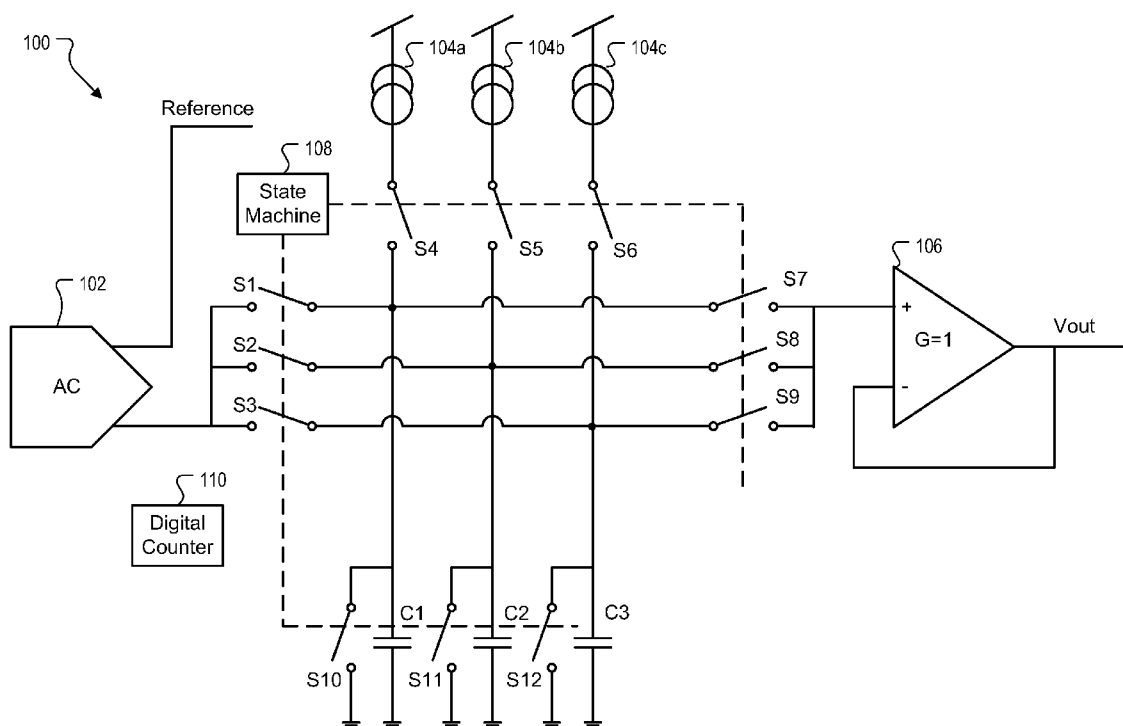 104a
104b
104c
100
Reference
108
State
Machine
S4
S5
S6
106
102
S1
S7
+
Vout
S2
S8
G=1
AC
S3
S9
-
110
Digital
Counter
C1
C2
C3
S10
S11
S12